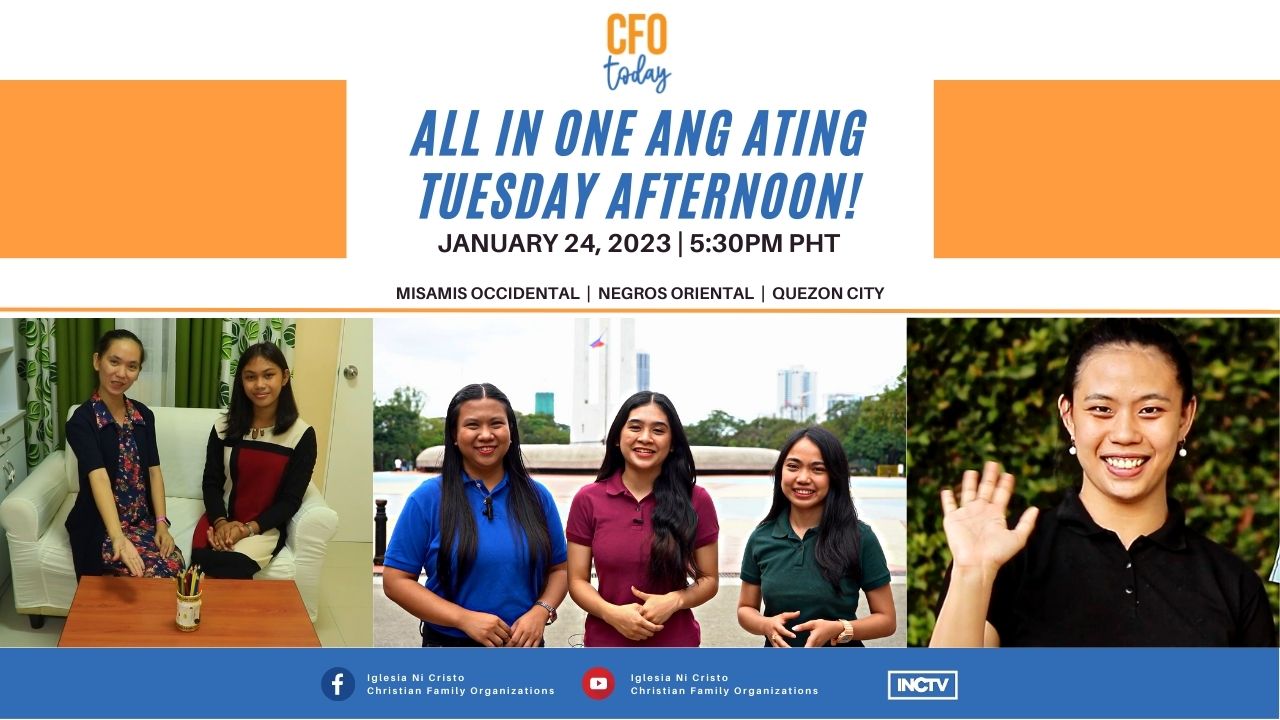 CFO
today
ALL IN ONE ANG ATING
TUESDAY AFTERNOON!
JANUARY 24, 2023 | 5:30PM PHT
MISAMIS OCCIDENTAL | NEGROS ORIENTAL | QUEZON CITY
Iglesia Ni Cristo
Christian Family Organizations
Iglesia Ni Cristo
Christian Family Organizations
INCTV